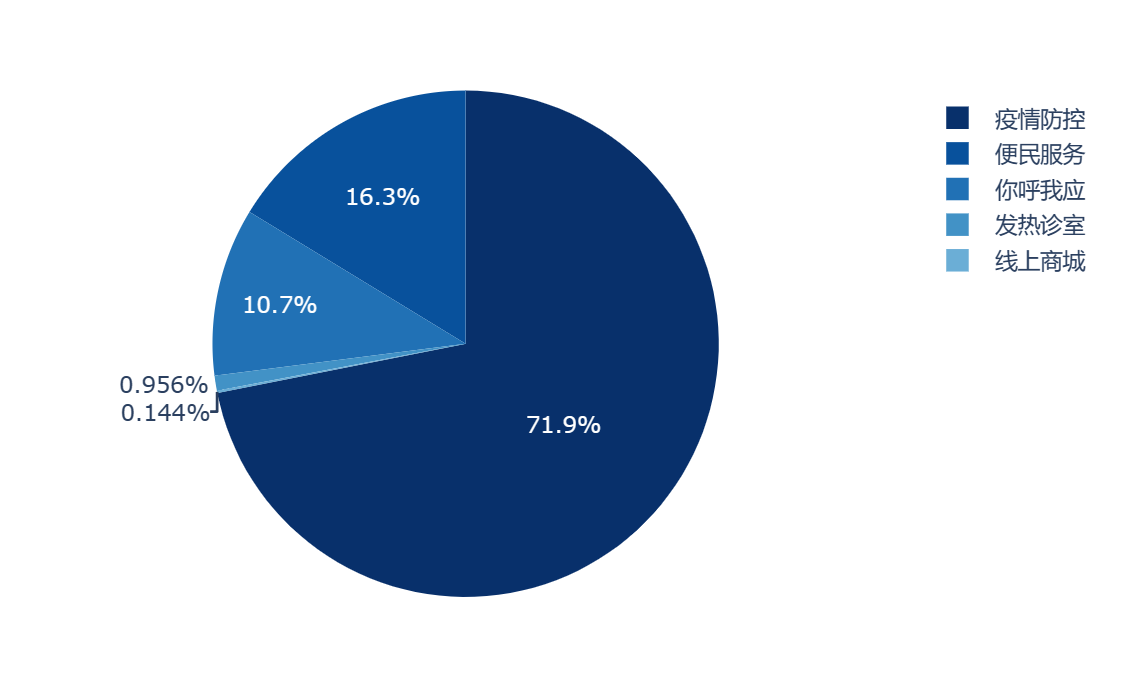 16.3%
10.7%
0.956%
0.144%
71.9%
疫情防控
便民服务
你呼我应
发热诊室
线上商城